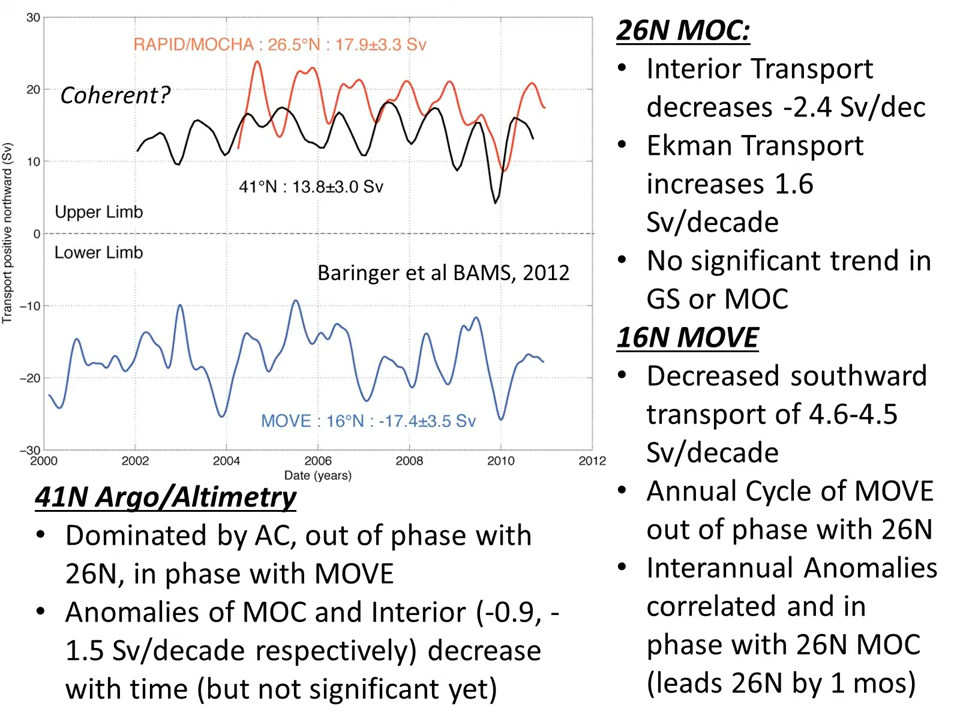 30
20
10
0
−10
−20
−30
Transport positive northward (Sv)
RAPID/MOCHA : 26.5°N : 17.9±3.3 Sv
Coherent?
41°N : 13.8±3.0 Sv
Upper Limb
Lower Limb
Baringer et al BAMS, 2012
MOVE : 16°N : -17.4±3.5 Sv
2000 2002 2004 2006 2008 2010 2012
Date (years)
41N Argo/Altimetry
• Dominated by AC, out of phase with
26N, in phase with MOVE
• Anomalies of MOC and Interior (-0.9, -
1.5 Sv/decade respectively) decrease
with time (but not significant yet)
26N MOC:
• Interior Transport
decreases -2.4 Sv/dec
• Ekman Transport
increases 1.6
Sv/decade
• No significant trend in
GS or MOC
16N MOVE
• Decreased southward
transport of 4.6-4.5
Sv/decade
• Annual Cycle of MOVE
out of phase with 26N
• Interannual Anomalies
correlated and in
phase with 26N MOC
(leads 26N by 1 mos)